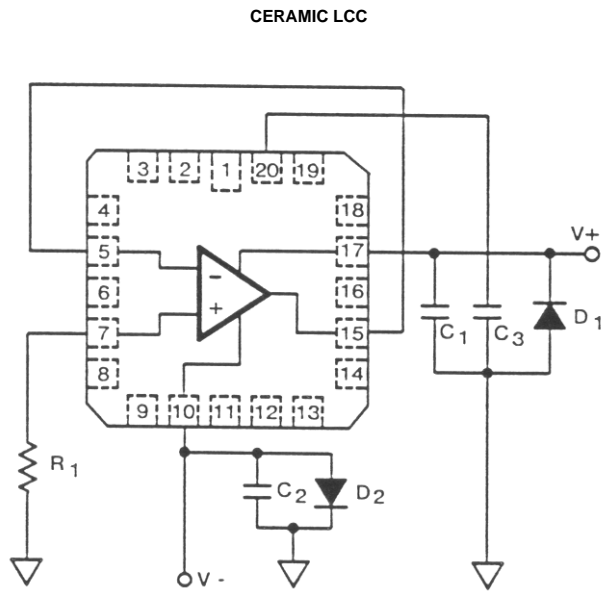 CERAMIC LCC
3 2 1 20 19
4 18
5 17 V+
6 − 16
+
7 15 C1 C3 D1
8 14
9 10 11 12 13
R1 C2 D2
V -